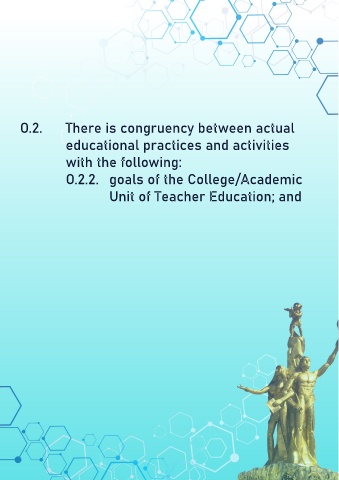 O.2. There is congruency between actual
educational practices and activities
with the following:
O.2.2. goals of the College/Academic
Unit of Teacher Education; and